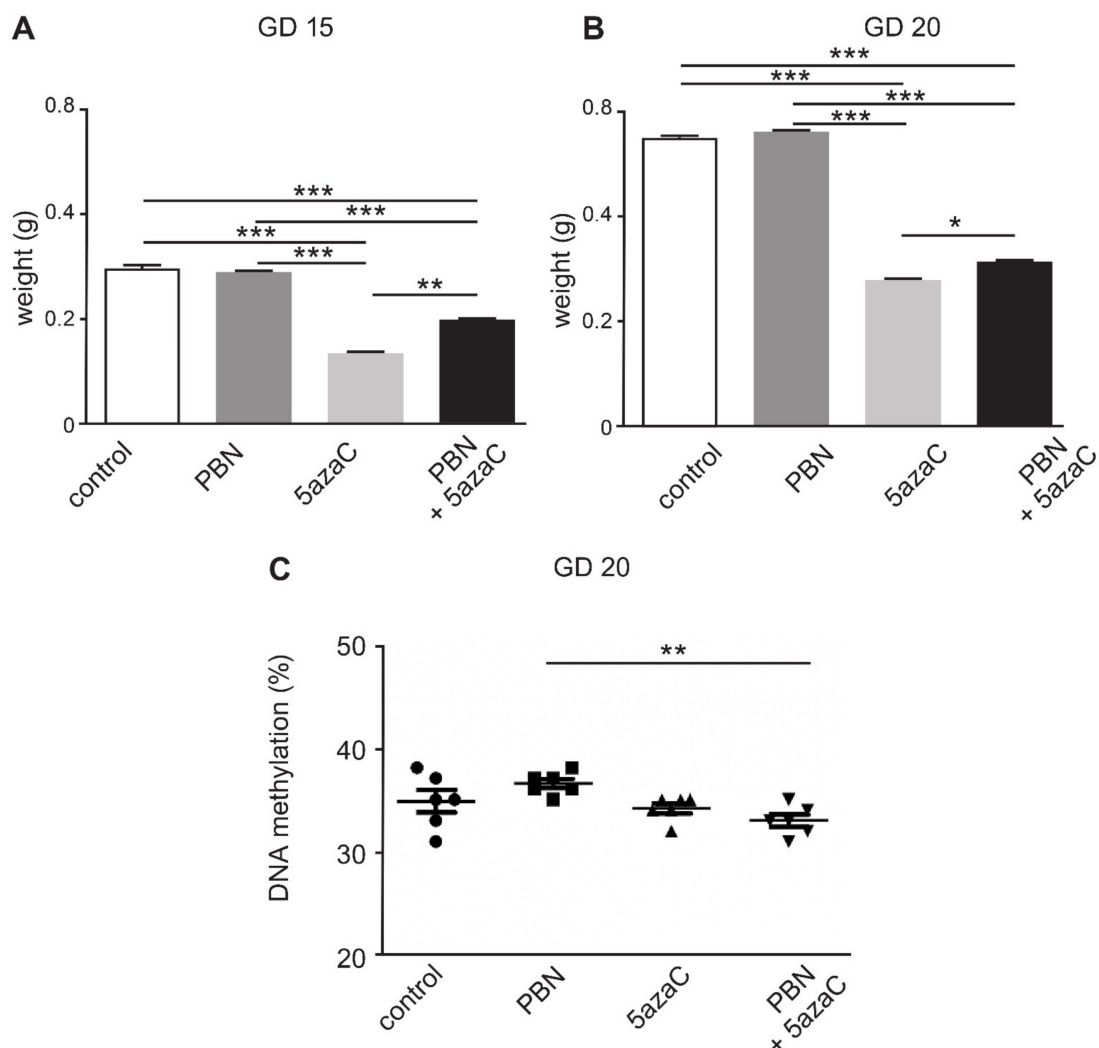 A
GD 15
weight (g)
0.8
0.4
0.2
0
***
***
***
***
**
control
PBN
5azaC
PBN
+ 5azaC
B
GD 20
weight (g)
0.8
0.4
0.2
0
***
***
***
***
*
control
PBN
5azaC
PBN
+ 5azaC
C
GD 20
DNA methylation (%)
50
40
30
20
**
control
PBN
5azaC
PBN
+ 5azaC